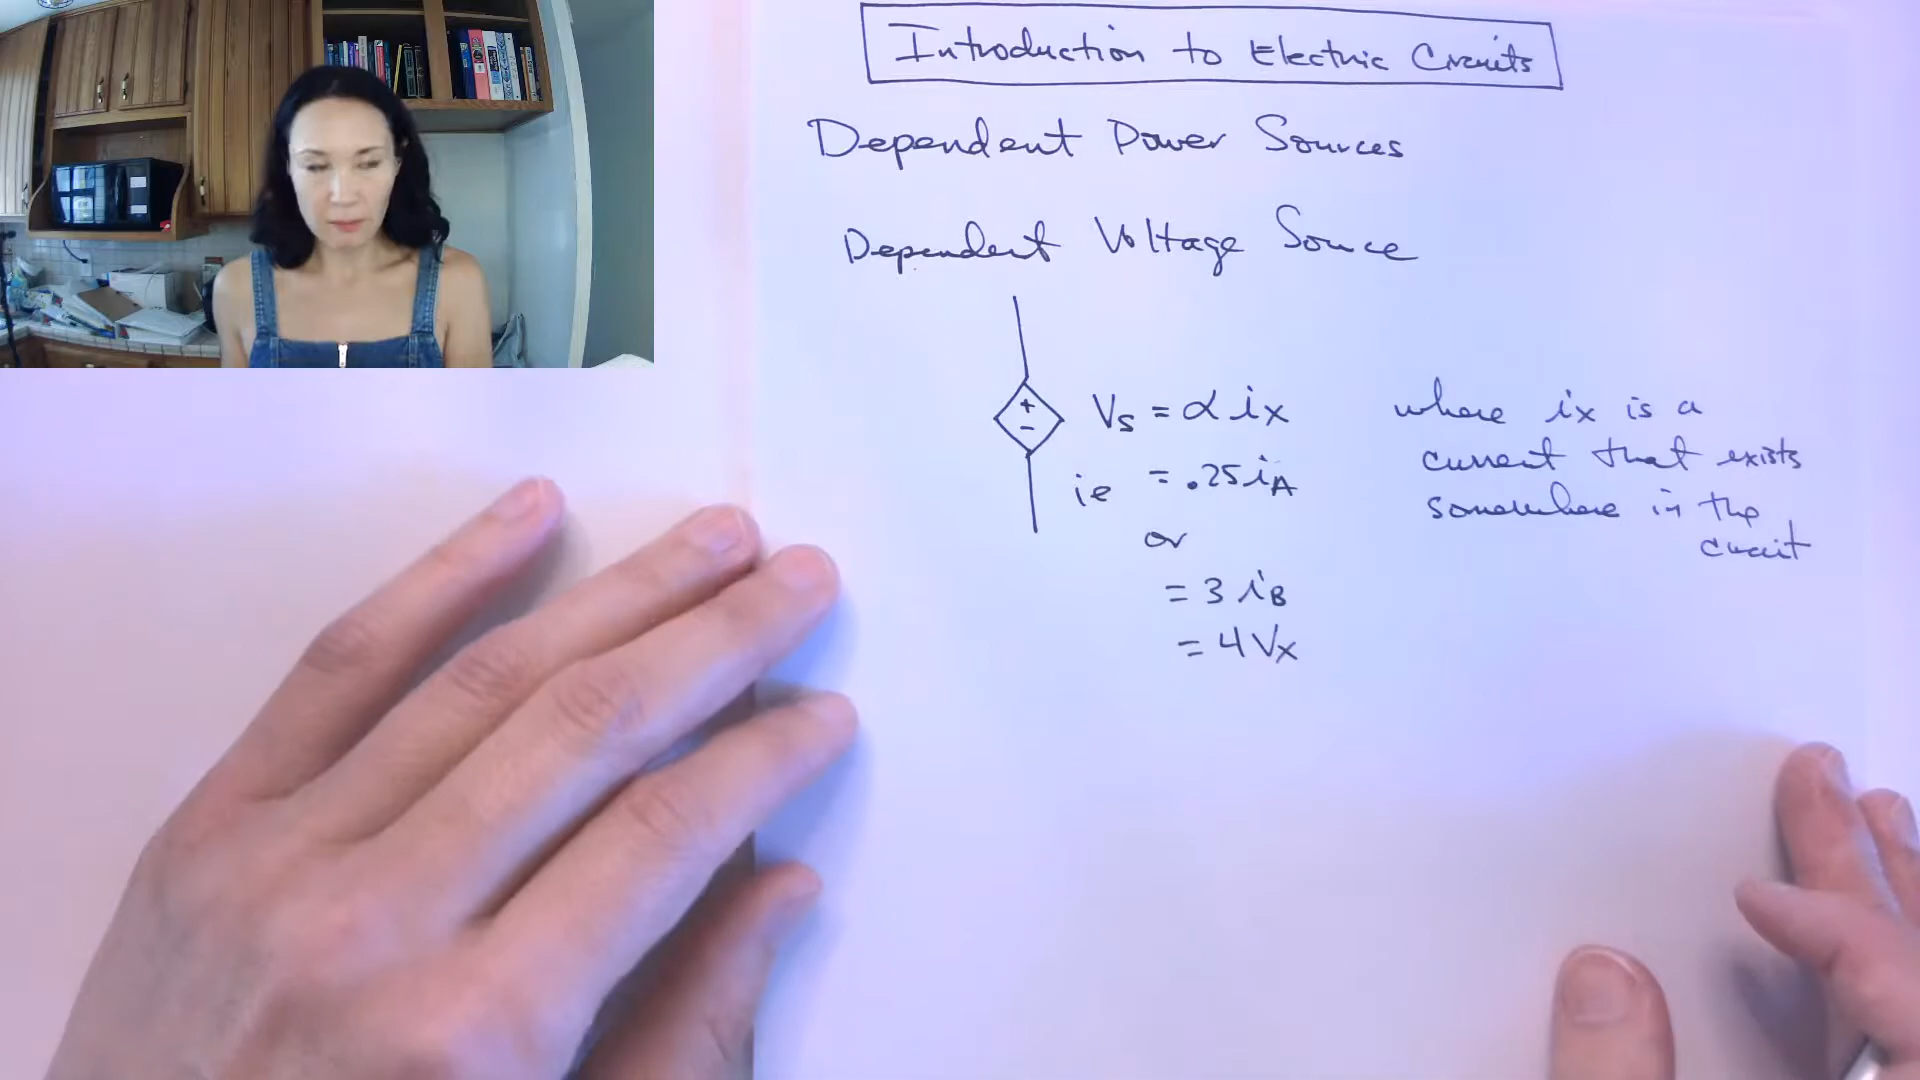 Introduction to Electric Circuits
Dependent Power Sources
Dependent Voltage Source
+
-
Vs = α ix
ie = .25 iA
or
= 3 iB
= 4 Vx
where ix is a
current that exists
somewhere in the
circuit